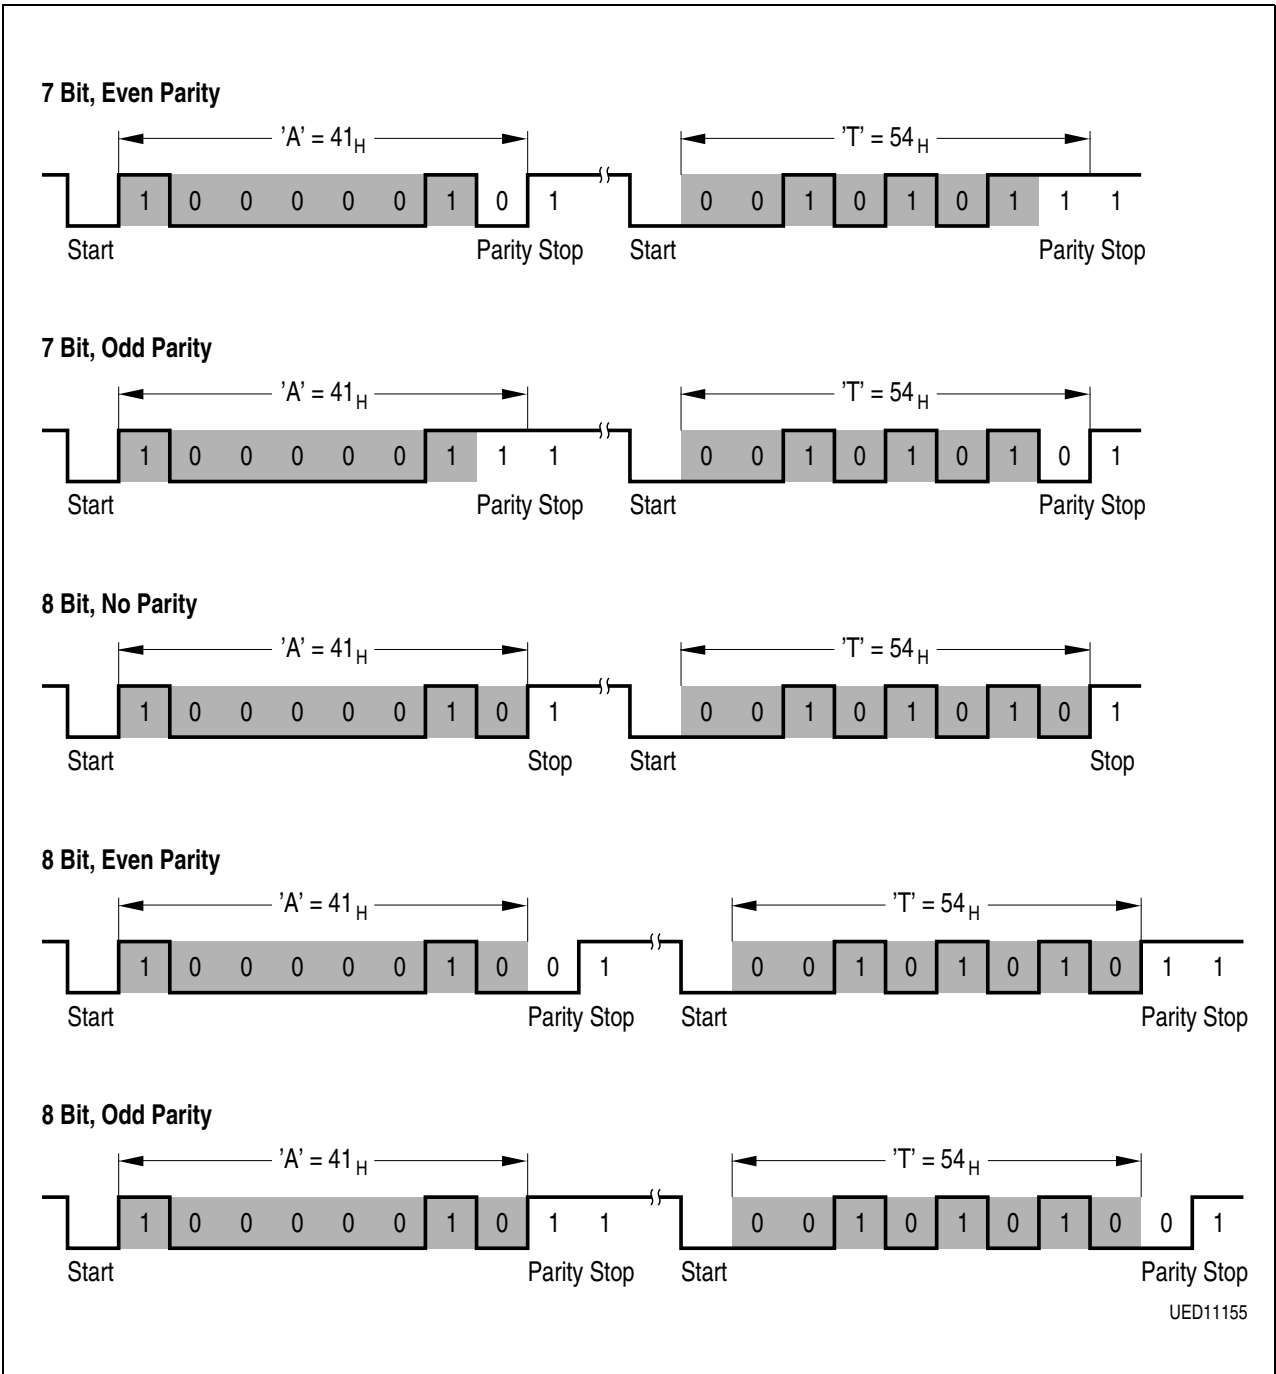 7 Bit, Even Parity
’A’ = 41H ’T’ = 54H
1 0 0 0 0 0 1 0 1 0 0 1 0 1 0 1 1 1
Start Parity Stop Start Parity Stop
7 Bit, Odd Parity
’A’ = 41H ’T’ = 54H
1 0 0 0 0 0 1 1 1 0 0 1 0 1 0 1 0 1
Start Parity Stop Start Parity Stop
8 Bit, No Parity
’A’ = 41H ’T’ = 54H
1 0 0 0 0 0 1 0 1 0 0 1 0 1 0 1 0 1
Start Stop Start Stop
8 Bit, Even Parity
’A’ = 41H ’T’ = 54H
1 0 0 0 0 0 1 0 0 1 0 0 1 0 1 0 1 0 1 1
Start Parity Stop Start Parity Stop
8 Bit, Odd Parity
’A’ = 41H ’T’ = 54H
1 0 0 0 0 0 1 0 1 1 0 0 1 0 1 0 1 0 0 1
Start Parity Stop Start Parity Stop
UED11155